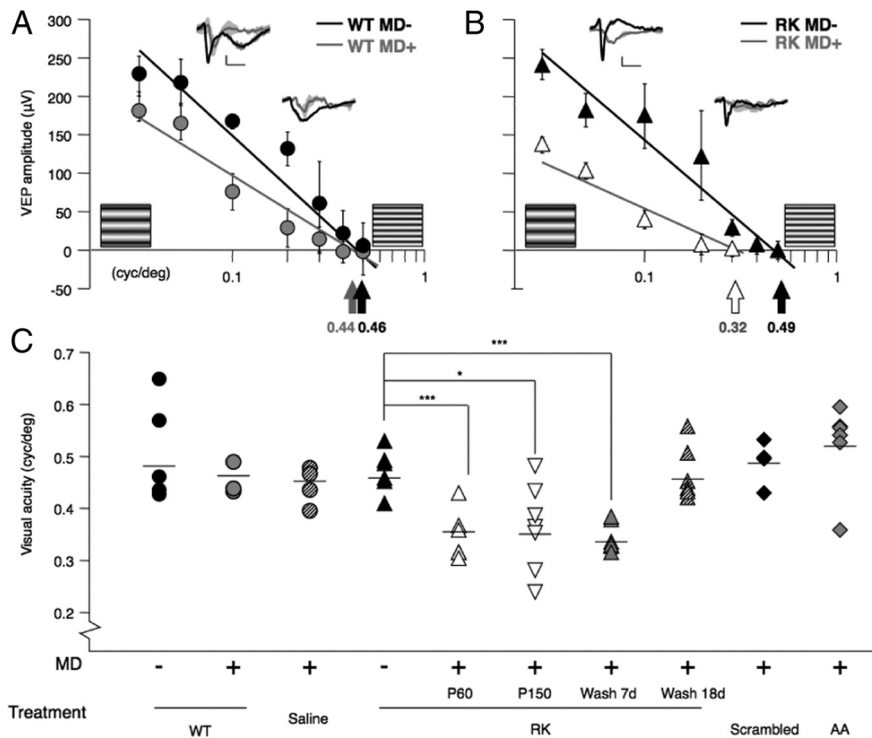 A
WT MD-
WT MD+
VEP amplitude (µV)
300
250
200
150
100
50
0
-50
(cyc/deg)
0.1
1
0.44
0.46
B
RK MD-
RK MD+
0.1
1
0.32
0.49
C
Visual acuity (cyc/deg)
0.7
0.6
0.5
0.4
0.3
0.2
***
*
***
MD
- + + - + + + + + +
P60 P150 Wash 7d Wash 18d
Treatment
WT
Saline
RK
Scrambled
AA